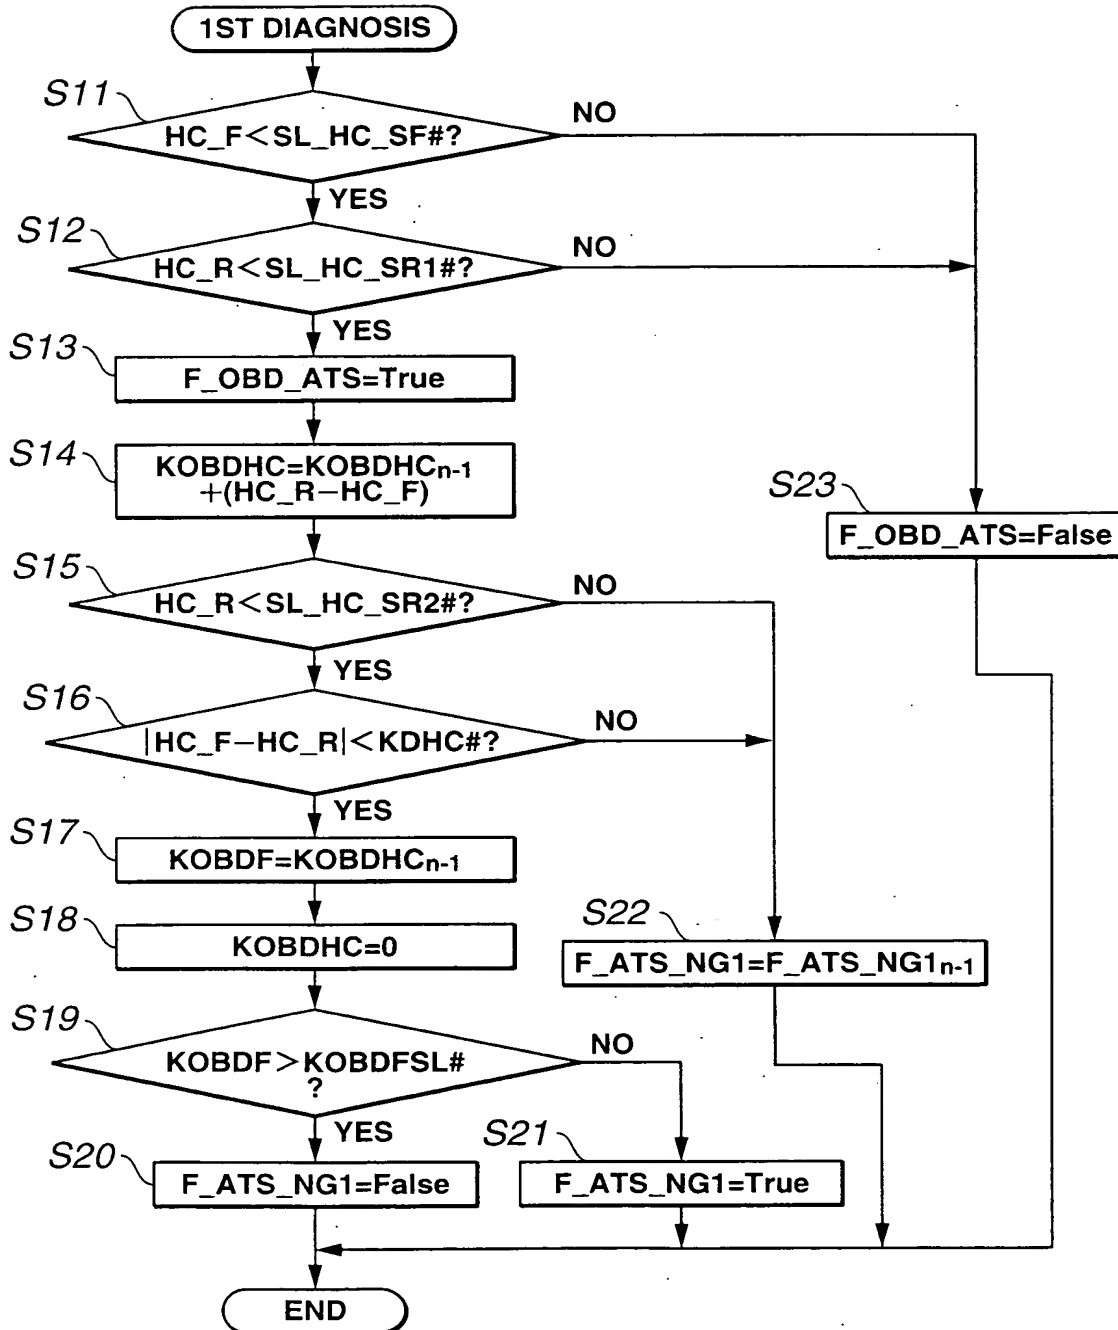 1ST DIAGNOSIS
S11
HC_F<SL_HC_SF#?
NO
YES
S12
HC_R<SL_HC_SR1#?
NO
YES
S13
F_OBD_ATS=True
S14
KOBDHC=KOBDHCn-1
+(HC_R−HC_F)
S23
F_OBD_ATS=False
S15
HC_R<SL_HC_SR2#?
NO
YES
S16
|HC_F−HC_R|<KDHC#?
NO
YES
S17
KOBDF=KOBDHCn-1
S18
KOBDHC=0
S22
F_ATS_NG1=F_ATS_NG1n-1
S19
KOBDF>KOBDFSL#
?
NO
YES
S20
F_ATS_NG1=False
S21
F_ATS_NG1=True
END